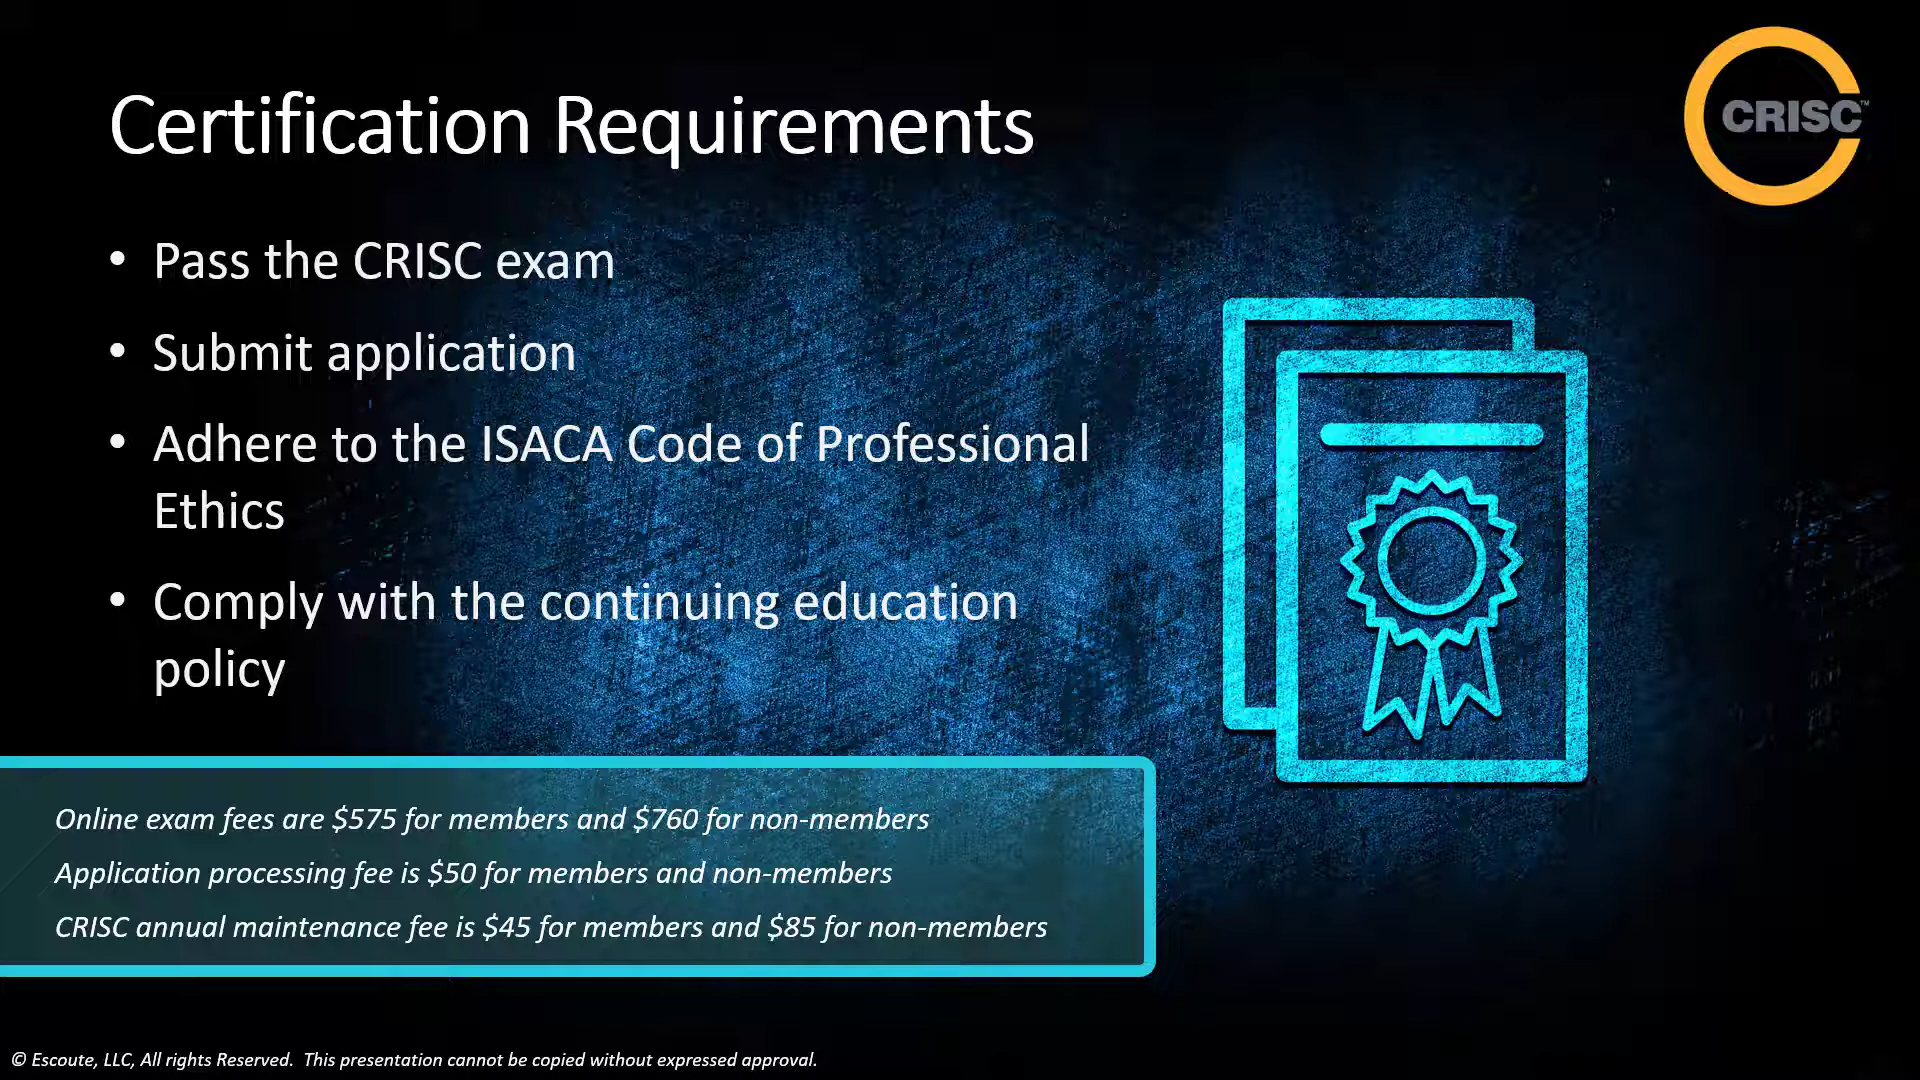 CRISC™
Certification Requirements
• Pass the CRISC exam
• Submit application
• Adhere to the ISACA Code of Professional
Ethics
• Comply with the continuing education
policy
Online exam fees are $575 for members and $760 for non-members
Application processing fee is $50 for members and non-members
CRISC annual maintenance fee is $45 for members and $85 for non-members
© Escoute, LLC, All rights Reserved. This presentation cannot be copied without expressed approval.